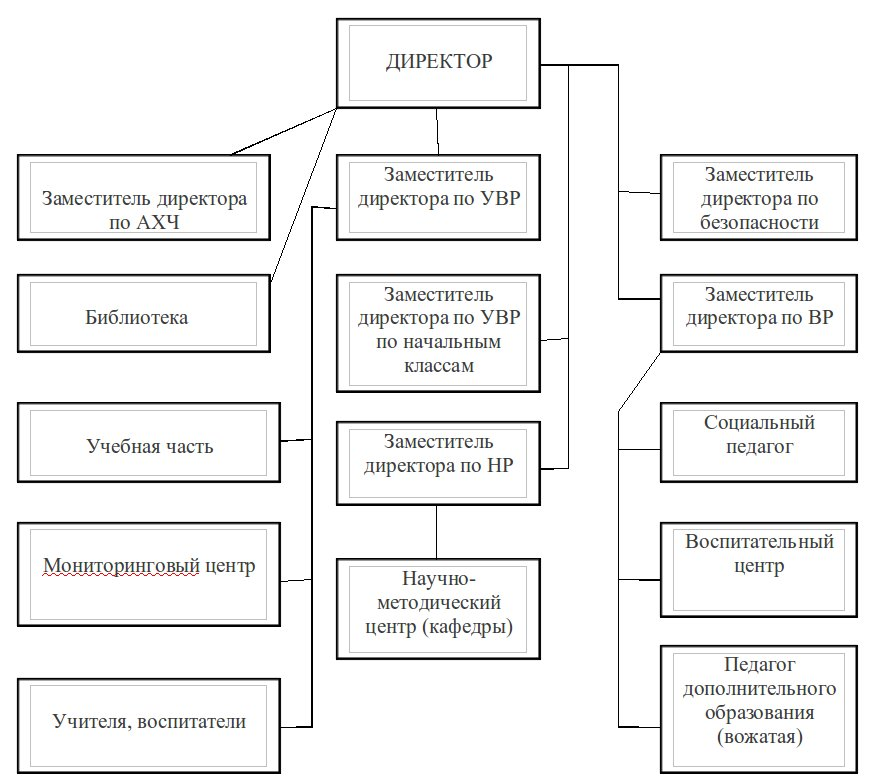 ДИРЕКТОР
Заместитель директора
по АХЧ
Заместитель
директора по УВР
Заместитель
директора по
безопасности
Библиотека
Заместитель
директора по УВР
по начальным
классам
Заместитель
директора по ВР
Учебная часть
Заместитель
директора по НР
Социальный
педагог
Мониторинговый центр
Научно-
методический
центр (кафедры)
Воспитательный
центр
Учителя, воспитатели
Педагог
дополнительного
образования
(вожатая)